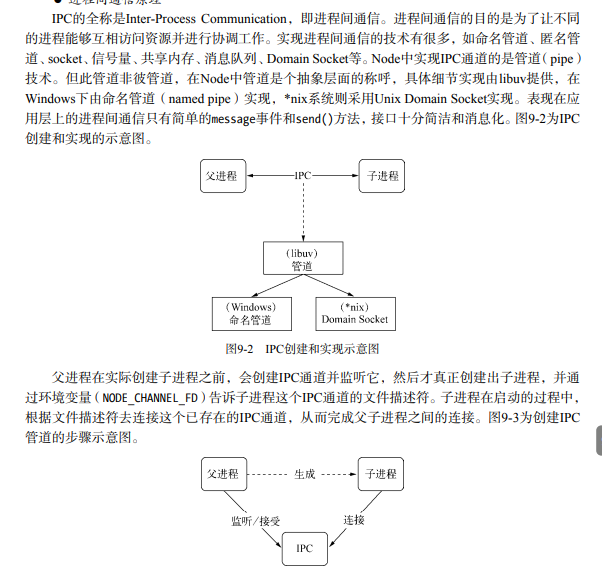 ● 进程间通信原理
IPC的全称是Inter-Process Communication，即进程间通信。进程间通信的目的是为了让不同
的进程能够互相访问资源并进行协调工作。实现进程间通信的技术有很多，如命名管道、匿名管
道、socket、信号量、共享内存、消息队列、Domain Socket等。Node中实现IPC通道的是管道（pipe）
技术。但此管道非彼管道，在Node中管道是个抽象层面的称呼，具体细节实现由libuv提供，在
Windows下由命名管道（named pipe）实现，*nix系统则采用Unix Domain Socket实现。表现在应
用层上的进程间通信只有简单的message事件和send()方法，接口十分简洁和消息化。图9-2为IPC
创建和实现的示意图。
父进程
IPC
子进程
（libuv）
管道
（Windows）
命名管道
（*nix）
Domain Socket
图9-2 IPC创建和实现示意图
父进程在实际创建子进程之前，会创建IPC通道并监听它，然后才真正创建出子进程，并通
过环境变量（NODE_CHANNEL_FD）告诉子进程这个IPC通道的文件描述符。子进程在启动的过程中，
根据文件描述符去连接这个已存在的IPC通道，从而完成父子进程之间的连接。图9-3为创建IPC
管道的步骤示意图。
父进程
生成
子进程
监听/接受
连接
IPC